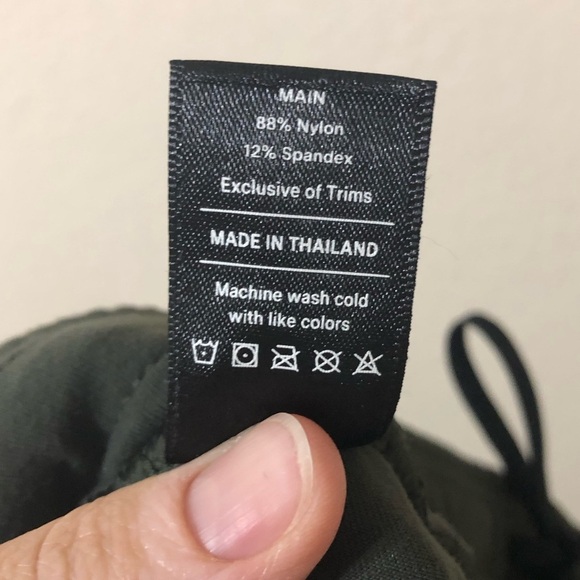 MAIN
88% Nylon
12% Spandex
Exclusive of Trims
MADE IN THAILAND
Machine wash cold
with like colors